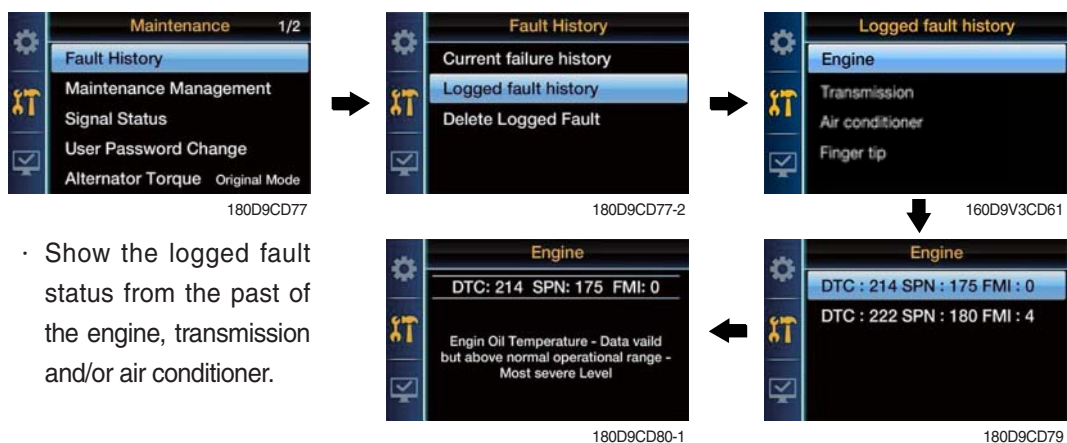 Maintenance 1/2
Fault History
Maintenance Management
Signal Status
User Password Change
Alternator Torque Original Mode
180D9CD77
Fault History
Current failure history
Logged fault history
Delete Logged Fault
180D9CD77-2
Logged fault history
Engine
Transmission
Air conditioner
Finger tip
160D9V3CD61
· Show the logged fault
status from the past of
the engine, transmission
and/or air conditioner.
Engine
DTC : 214 SPN : 175 FMI : 0
DTC : 222 SPN : 180 FMI : 4
180D9CD79
Engine
DTC: 214 SPN: 175 FMI: 0
Engin Oil Temperature - Data vaild
but above normal operational range -
Most severe Level
180D9CD80-1